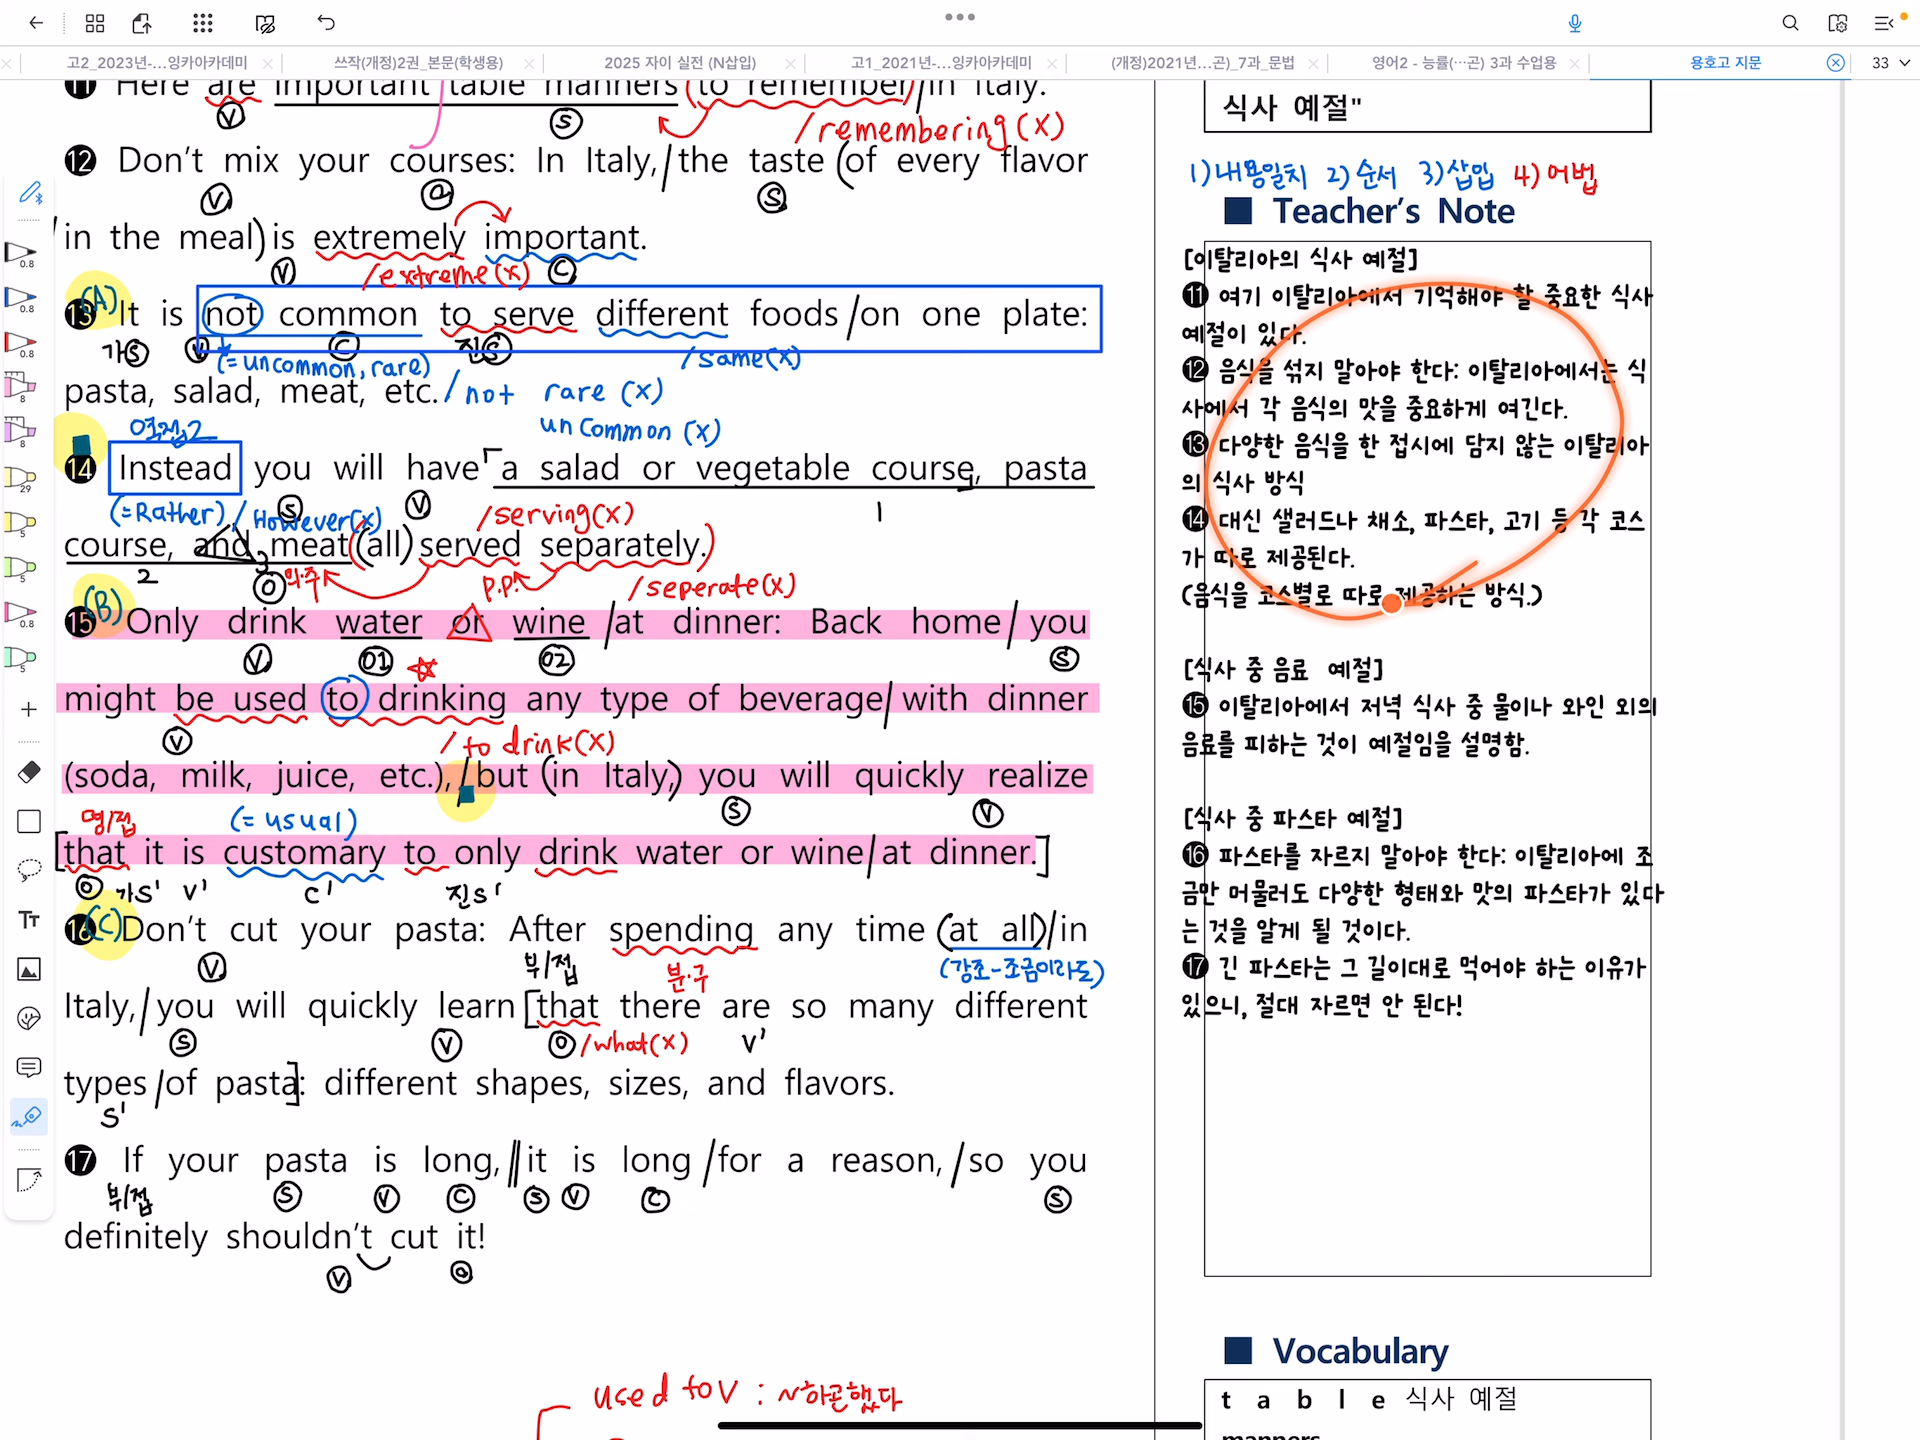 고2_2023년-...잉카아카데미
쓰작(개정)2권_본문(학생용)
2025 자이 실전 (N삽입)
고1_2021년-...잉카아카데미
(개정)2021년...곤)_7과_문법
영어2 - 능률(...곤) 3과 수업용
용호고 지문
33
⓫ Here are important table manners (to remember)/in Italy.
Ⓥ Ⓢ /remembering(X)
⓬ Don't mix your courses: In Italy,/the taste (of every flavor
Ⓥ ⓞ Ⓢ
/in the meal) is extremely important.
Ⓥ /extreme(X) Ⓒ
(A)
⓭ It is not common to serve different foods/on one plate:
가Ⓢ Ⓥ Ⓒ 진Ⓢ
(=uncommon, rare) /same(X)
pasta, salad, meat, etc./not rare (X)
uncommon (X)
⓮ Instead you will have a salad or vegetable course, pasta
(=Rather)/However(X) Ⓢ Ⓥ /serving(X) 1
course, and meat (all) served separately.)
2 3 ⓞ 의·주 p.p. /seperate(X)
(B)
⓯ Only drink water or wine/at dinner: Back home/you
Ⓥ O1 O2 Ⓢ
might be used to drinking any type of beverage/with dinner
Ⓥ /to drink(X)
(soda, milk, juice, etc.),/but (in Italy,) you will quickly realize
명/접 (=usual) Ⓢ Ⓥ
[that it is customary to only drink water or wine/at dinner.]
ⓞ 가S' V' C' 진S'
(C)
⓰ Don't cut your pasta: After spending any time (at all)/in
Ⓥ 부/접 분·구 (강조-조금이라도)
Italy,/you will quickly learn [that there are so many different
Ⓢ Ⓥ ⓞ/what(X) V'
types/of pasta]: different shapes, sizes, and flavors.
S'
⓱ If your pasta is long,//it is long/for a reason,/so you
부/접 Ⓢ Ⓥ Ⓒ Ⓢ Ⓥ Ⓒ Ⓢ
definitely shouldn't cut it!
Ⓥ ⓞ
used to V : ~하곤했다
식사 예절"
1)내용일치 2)순서 3)삽입 4)어법
■ Teacher's Note
[이탈리아의 식사 예절]
⓫ 여기 이탈리아에서 기억해야 할 중요한 식사
예절이 있다.
⓬ 음식을 섞지 말아야 한다: 이탈리아에서는 식
사에서 각 음식의 맛을 중요하게 여긴다.
⓭ 다양한 음식을 한 접시에 담지 않는 이탈리아
의 식사 방식
⓮ 대신 샐러드나 채소, 파스타, 고기 등 각 코스
가 따로 제공된다.
(음식을 코스별로 따로 제공하는 방식.)
[식사 중 음료 예절]
⓯ 이탈리아에서 저녁 식사 중 물이나 와인 외의
음료를 피하는 것이 예절임을 설명함.
[식사 중 파스타 예절]
⓰ 파스타를 자르지 말아야 한다: 이탈리아에 조
금만 머물러도 다양한 형태와 맛의 파스타가 있다
는 것을 알게 될 것이다.
⓱ 긴 파스타는 그 길이대로 먹어야 하는 이유가
있으니, 절대 자르면 안 된다!
■ Vocabulary
table 식사 예절
manners